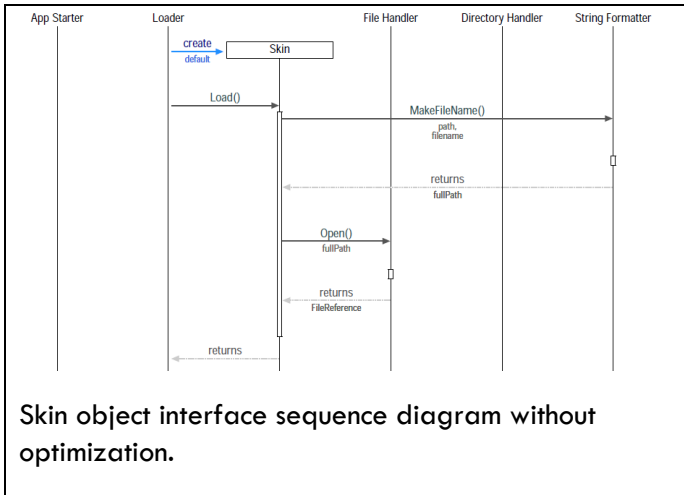 App Starter
Loader
File Handler
Directory Handler
String Formatter
create
default
Skin
Load()
MakeFileName()
path,
filename
returns
fullPath
Open()
fullPath
returns
FileReference
returns
Skin object interface sequence diagram without
optimization.